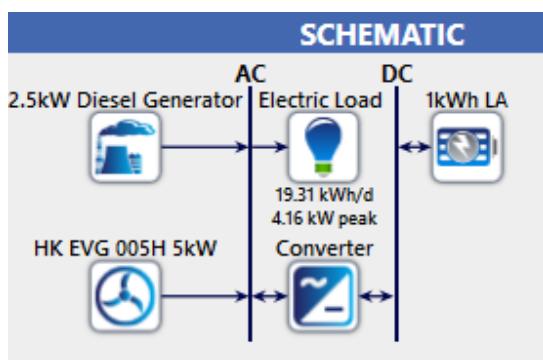 SCHEMATIC
AC
DC
2.5kW Diesel Generator
Electric Load
1kWh LA
19.31 kWh/d
4.16 kW peak
HK EVG 005H 5kW
Converter